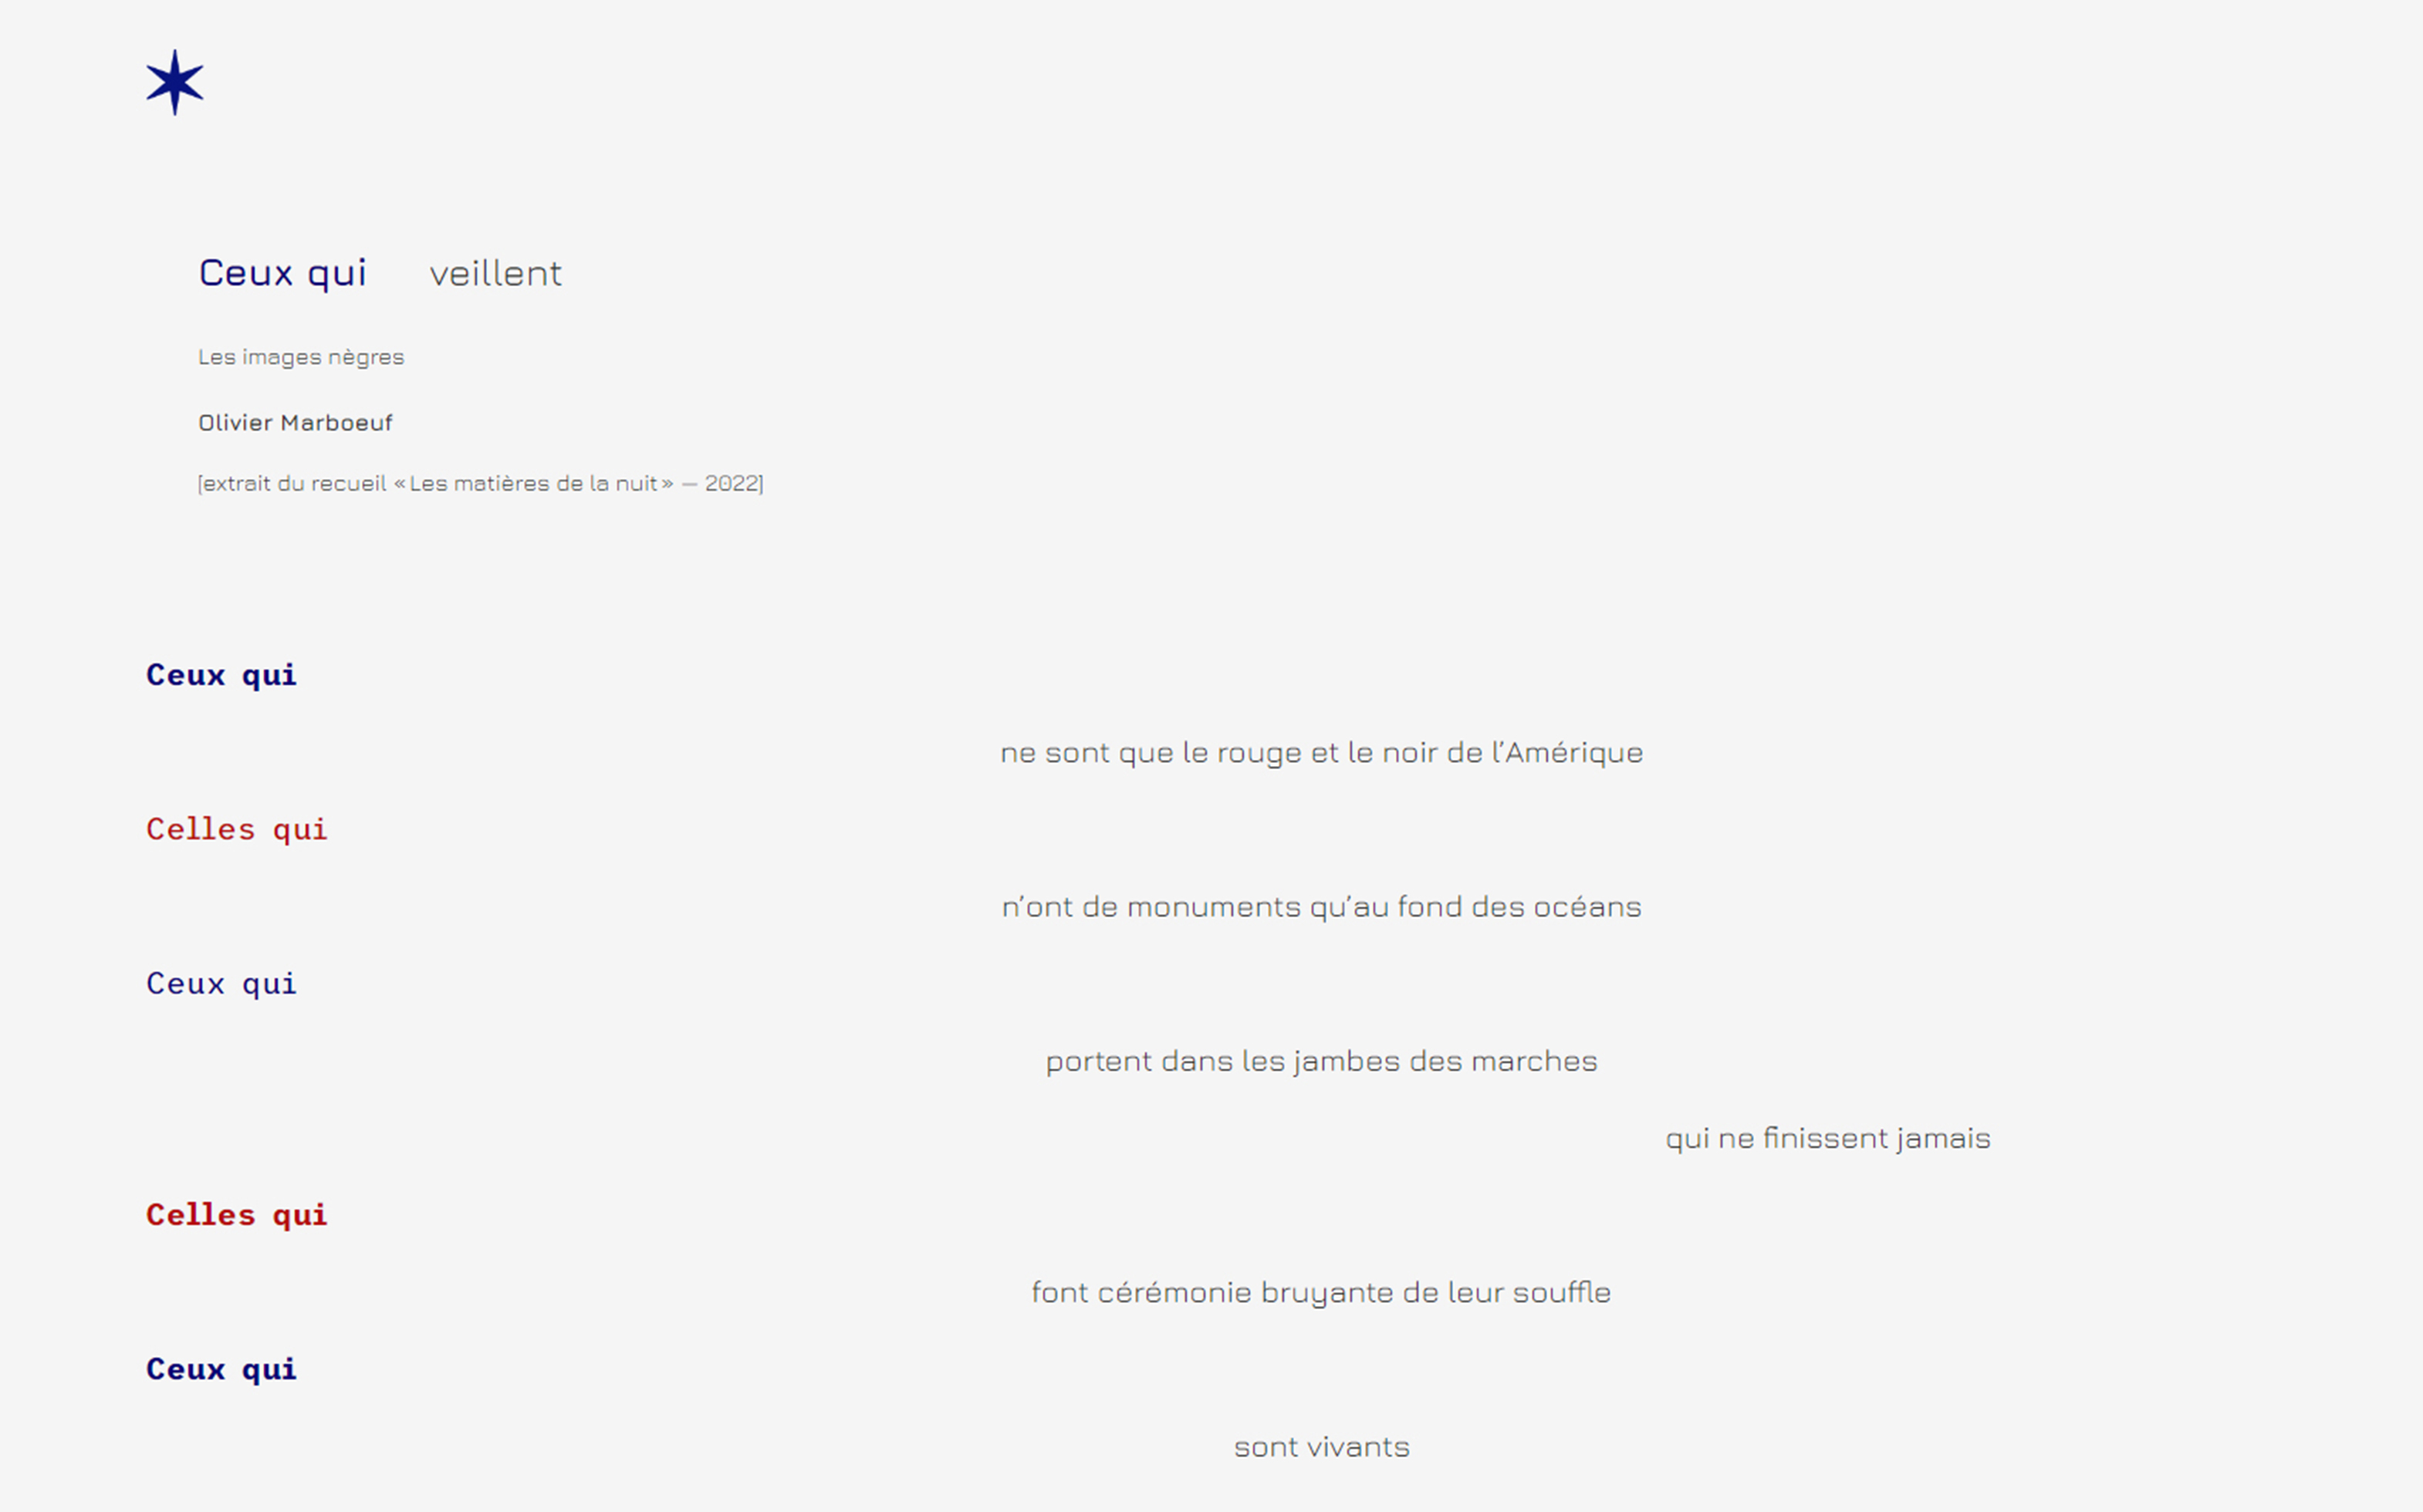 Ceux qui veillent
Les images nègres
Olivier Marboeuf
[extrait du recueil « Les matières de la nuit » — 2022]
Ceux qui
ne sont que le rouge et le noir de l’Amérique
Celles qui
n’ont de monuments qu’au fond des océans
Ceux qui
portent dans les jambes des marches
qui ne finissent jamais
Celles qui
font cérémonie bruyante de leur souffle
Ceux qui
sont vivants